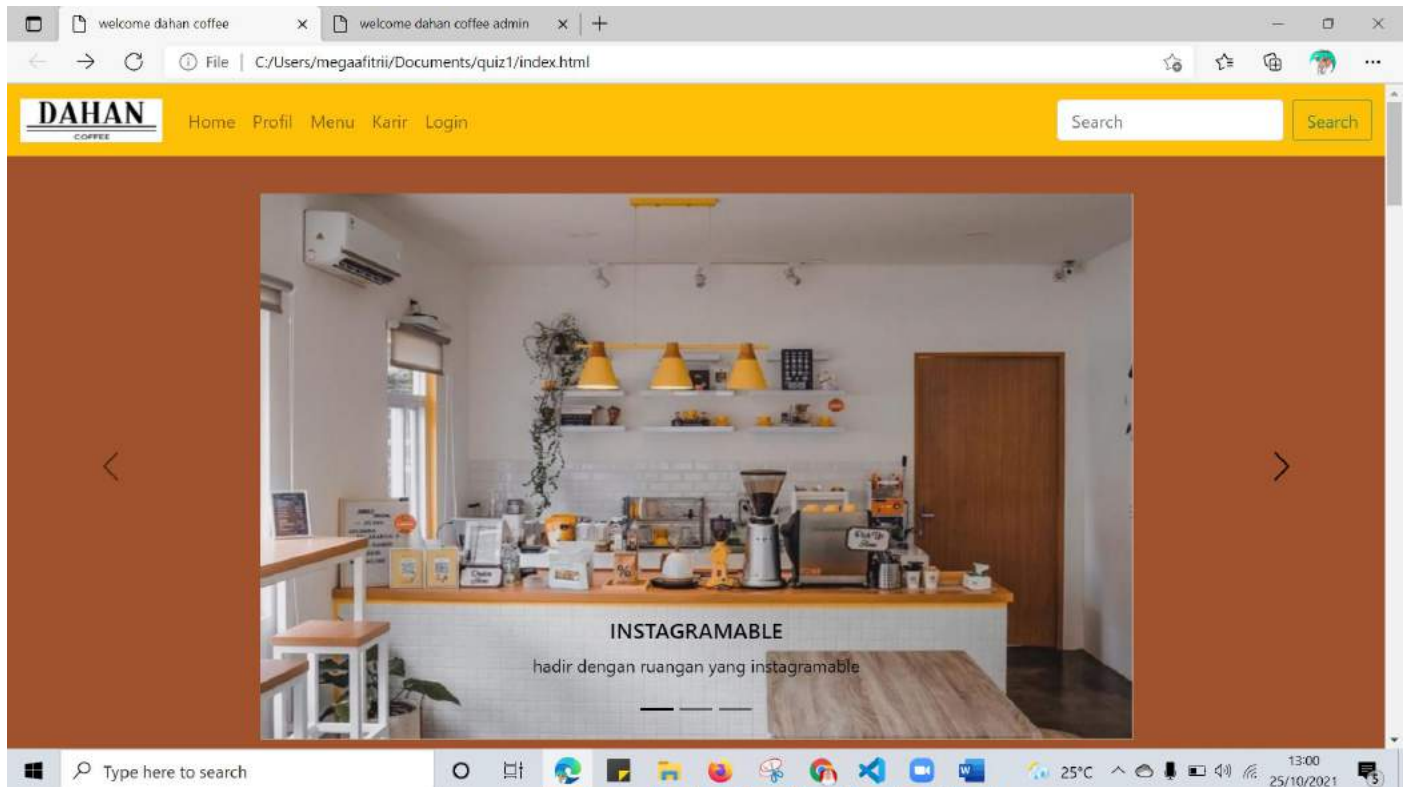 welcome dahan coffee
welcome dahan coffee admin
File
C:/Users/megaafitrii/Documents/quiz1/index.html
DAHAN
COFFEE
Home Profil Menu Karir Login
Search
Search
%
INSTAGRAMABLE
hadir dengan ruangan yang instagramable
Type here to search
25°C
13:00
25/10/2021
5